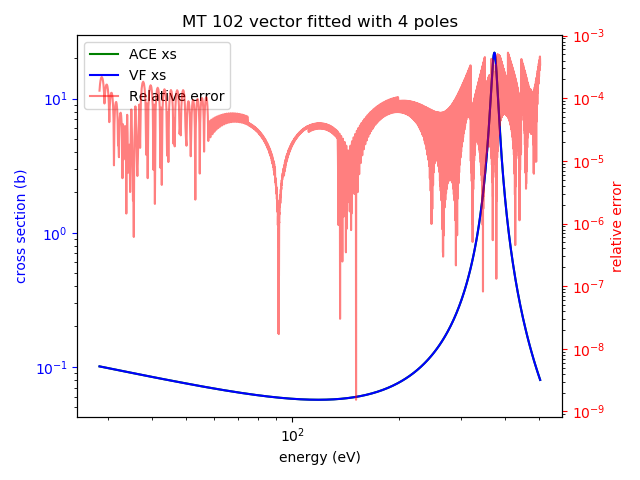 MT 102 vector fitted with 4 poles
ACE xs
VF xs
Relative error
cross section (b)
10¹
10⁰
10⁻¹
10⁻³
10⁻⁴
10⁻⁵
10⁻⁶
10⁻⁷
10⁻⁸
10⁻⁹
relative error
10²
energy (eV)